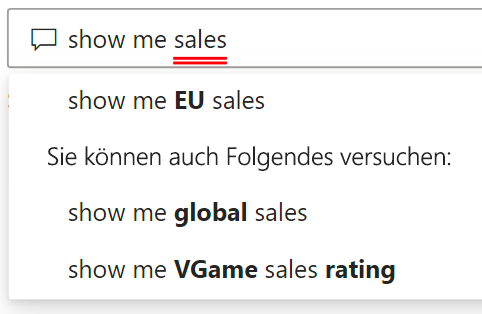 show me sales
show me EU sales
Sie können auch Folgendes versuchen:
show me global sales
show me VGame sales rating